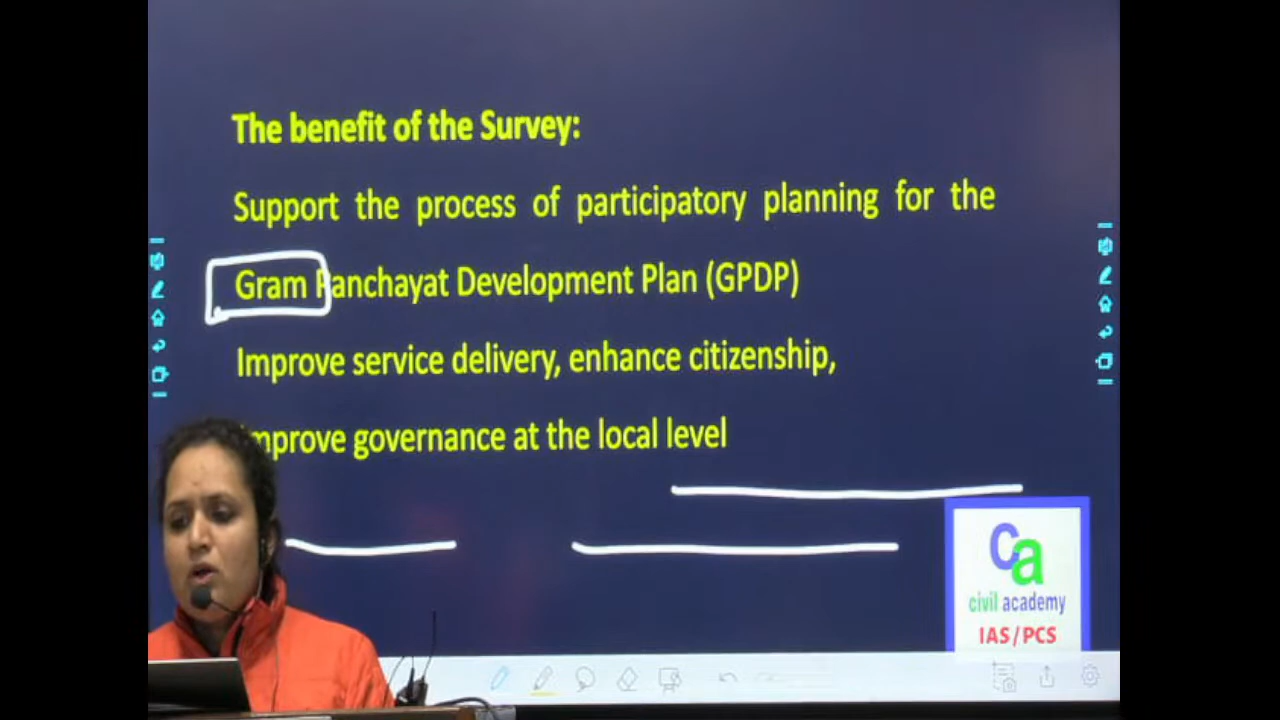 The benefit of the Survey:
Support the process of participatory planning for the
Gram Panchayat Development Plan (GPDP)
Improve service delivery, enhance citizenship,
Improve governance at the local level
ca
civil academy
IAS/PCS